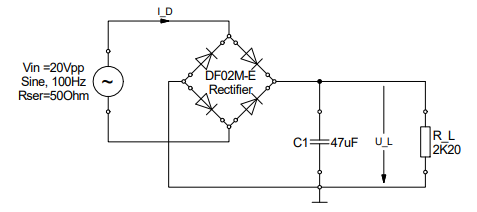 I_D
Vin =20Vpp
Sine, 100Hz
Rser=50Ohm
~
DF02M-E
Rectifier
C1
47uF
U_L
R_L
2K20